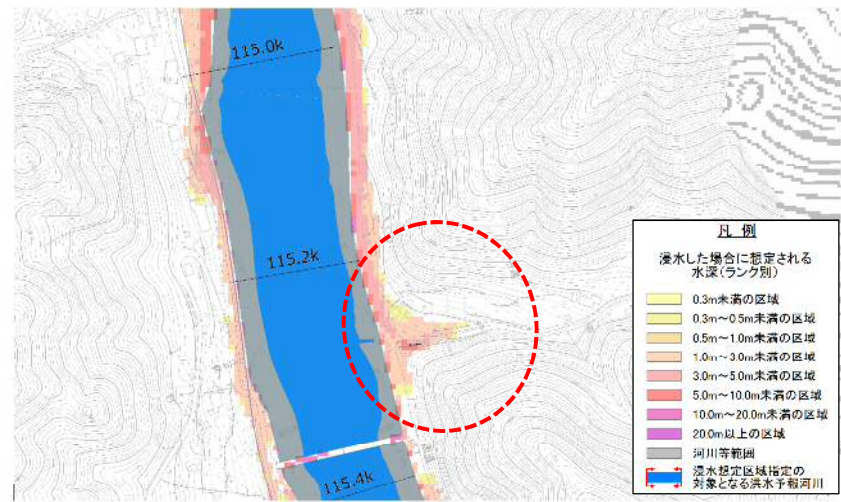 115.0k
115.2k
115.4k
凡 例
浸水した場合に想定される
水深(ランク別)
0.3m未満の区域
0.3m～0.5m未満の区域
0.5m～1.0m未満の区域
1.0m～3.0m未満の区域
3.0m～5.0m未満の区域
5.0m～10.0m未満の区域
10.0m～20.0m未満の区域
20.0m以上の区域
河川等範囲
浸水想定区域指定の
対象となる洪水予報河川